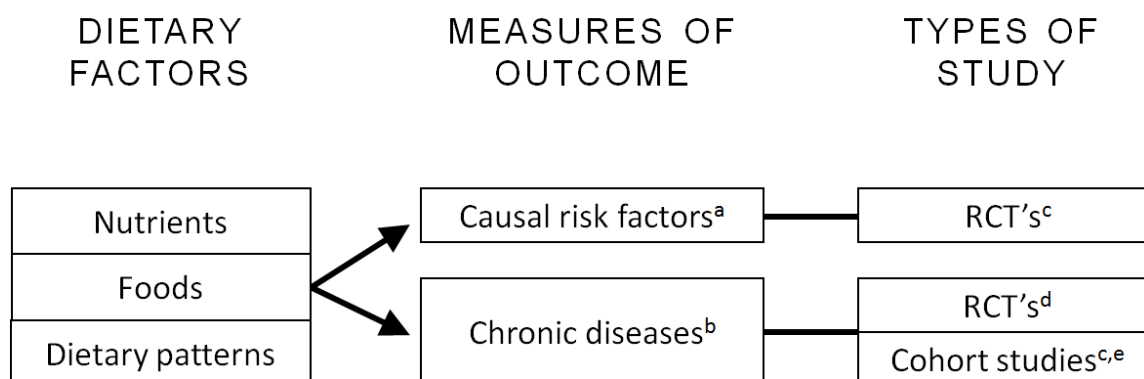 DIETARY
FACTORS
MEASURES OF
OUTCOME
TYPES OF
STUDY
Nutrients
Foods
Dietary patterns
Causal risk factorsᵃ
Chronic diseasesᵇ
RCT’sᶜ
RCT’sᵈ
Cohort studiesᶜ,ᵉ